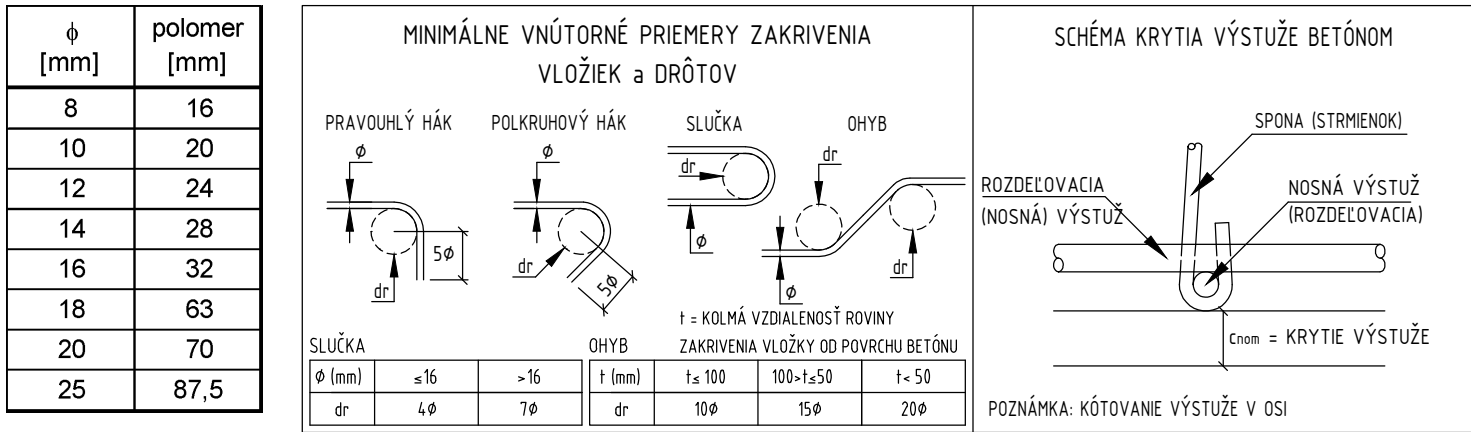 ϕ [mm] polomer [mm]
8 16
10 20
12 24
14 28
16 32
18 63
20 70
25 87,5
MINIMÁLNE VNÚTORNÉ PRIEMERY ZAKRIVENIA
VLOŽIEK a DRÔTOV
PRAVOUHLÝ HÁK
ϕ
5ϕ
dr
POLKRUHOVÝ HÁK
ϕ
5ϕ
dr
SLUČKA
dr
ϕ
OHYB
dr
dr
ϕ
t = KOLMÁ VZDIALENOSŤ ROVINY
ZAKRIVENIA VLOŽKY OD POVRCHU BETÓNU
SLUČKA
ϕ (mm) ≤16 >16
dr 4ϕ 7ϕ
OHYB
t (mm) t≤ 100 100>t≤50 t< 50
dr 10ϕ 15ϕ 20ϕ
SCHÉMA KRYTIA VÝSTUŽE BETÓNOM
SPONA (STRMIENOK)
ROZDEĽOVACIA
(NOSNÁ) VÝSTUŽ
NOSNÁ VÝSTUŽ
(ROZDEĽOVACIA)
Cnom = KRYTIE VÝSTUŽE
POZNÁMKA: KÓTOVANIE VÝSTUŽE V OSI